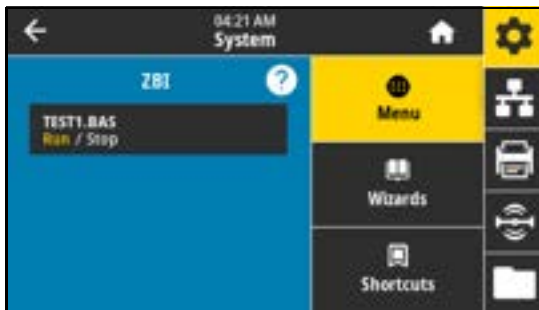 04:21 AM
System
ZBI
?
TEST1.BAS
Run / Stop
Menu
Wizards
Shortcuts